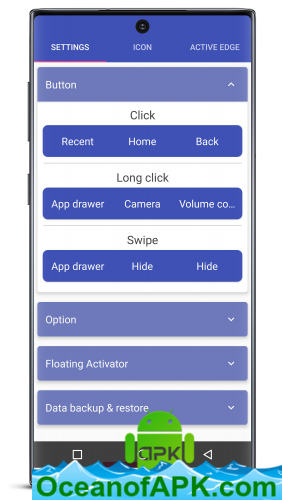 SETTINGS ICON ACTIVE EDGE
Button
Click
Recent Home Back
Long click
App drawer Camera Volume co...
Swipe
App drawer Hide Hide
Option
Floating Activator
Data backup & restore
APK
OceanofAPK.com